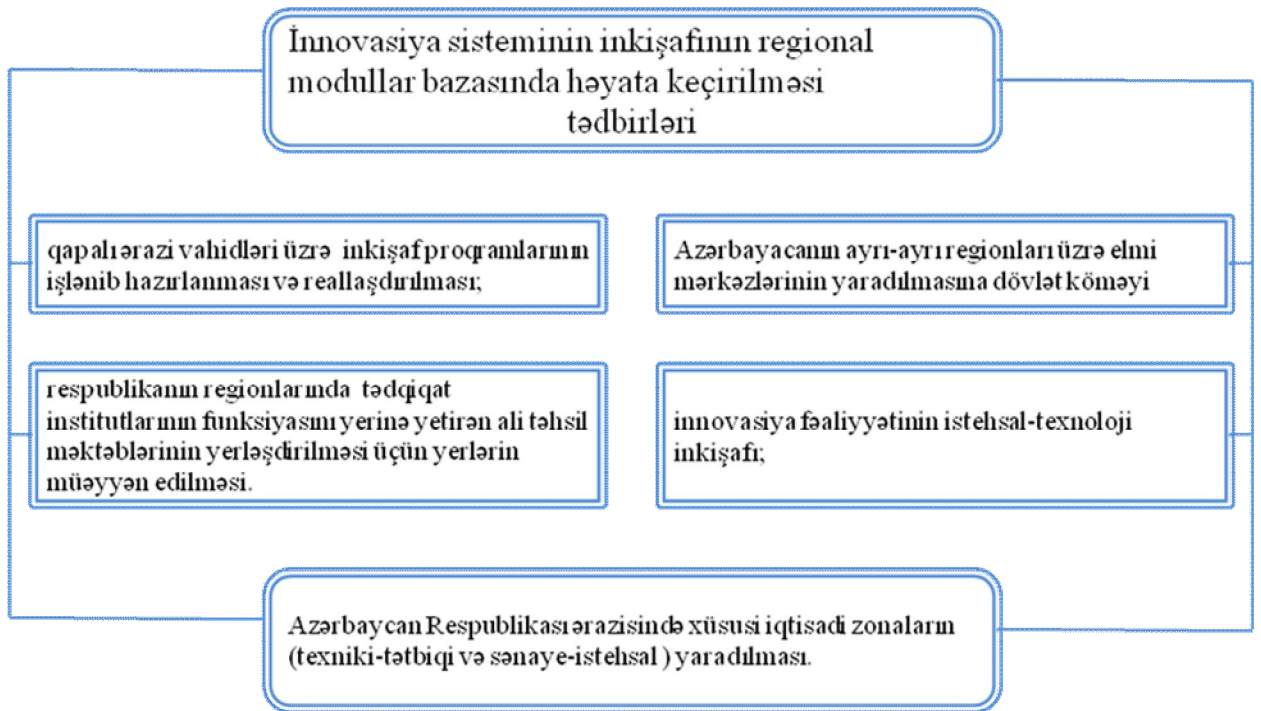 İnnovasiya sisteminin inkişafının regional
modullar bazasında həyata keçirilməsi
tədbirləri
qapalı ərazi vahidləri üzrə inkişaf proqramlarının
işlənib hazırlanması və reallaşdırılması;
Azərbayacanın ayrı-ayrı regionları üzrə elmi
mərkəzlərinin yaradılmasına dövlət köməyi
respublikanın regionlarında tədqiqat
institutlarının funksiyasını yerinə yetirən ali təhsil
məktəblərinin yerləşdirilməsi üçün yerlərin
müəyyən edilməsi.
innovasiya fəaliyyətinin istehsal-texnoloji
inkişafı;
Azərbaycan Respublikası ərazisində xüsusi iqtisadi zonaların
(texniki-tətbiqi və sənaye-istehsal ) yaradılması.